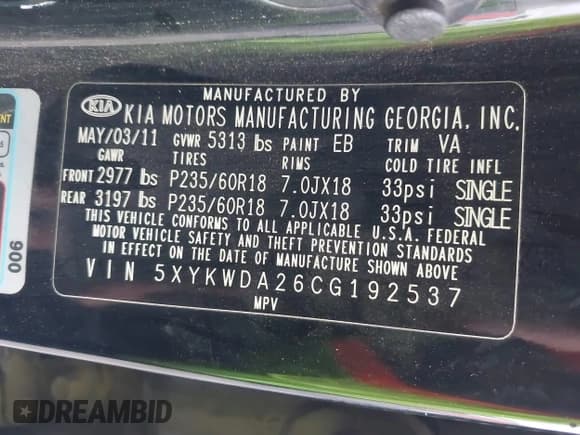 MANUFACTURED BY
KIA KIA MOTORS MANUFACTURING GEORGIA, INC.
MAY/03/11 GVWR 5313 lbs PAINT EB TRIM VA
GAWR TIRES RIMS COLD TIRE INFL
FRONT 2977 lbs P235/60R18 7.0JX18 33psi SINGLE
REAR 3197 lbs P235/60R18 7.0JX18 33psi SINGLE
THIS VEHICLE CONFORMS TO ALL APPLICABLE U.S.A. FEDERAL
MOTOR VEHICLE SAFETY AND THEFT PREVENTION STANDARDS
IN EFFECT ON THE DATE OF MANUFACTURE SHOWN ABOVE
VIN 5XYKWDA26CG192537
MPV
006
DREAMBID